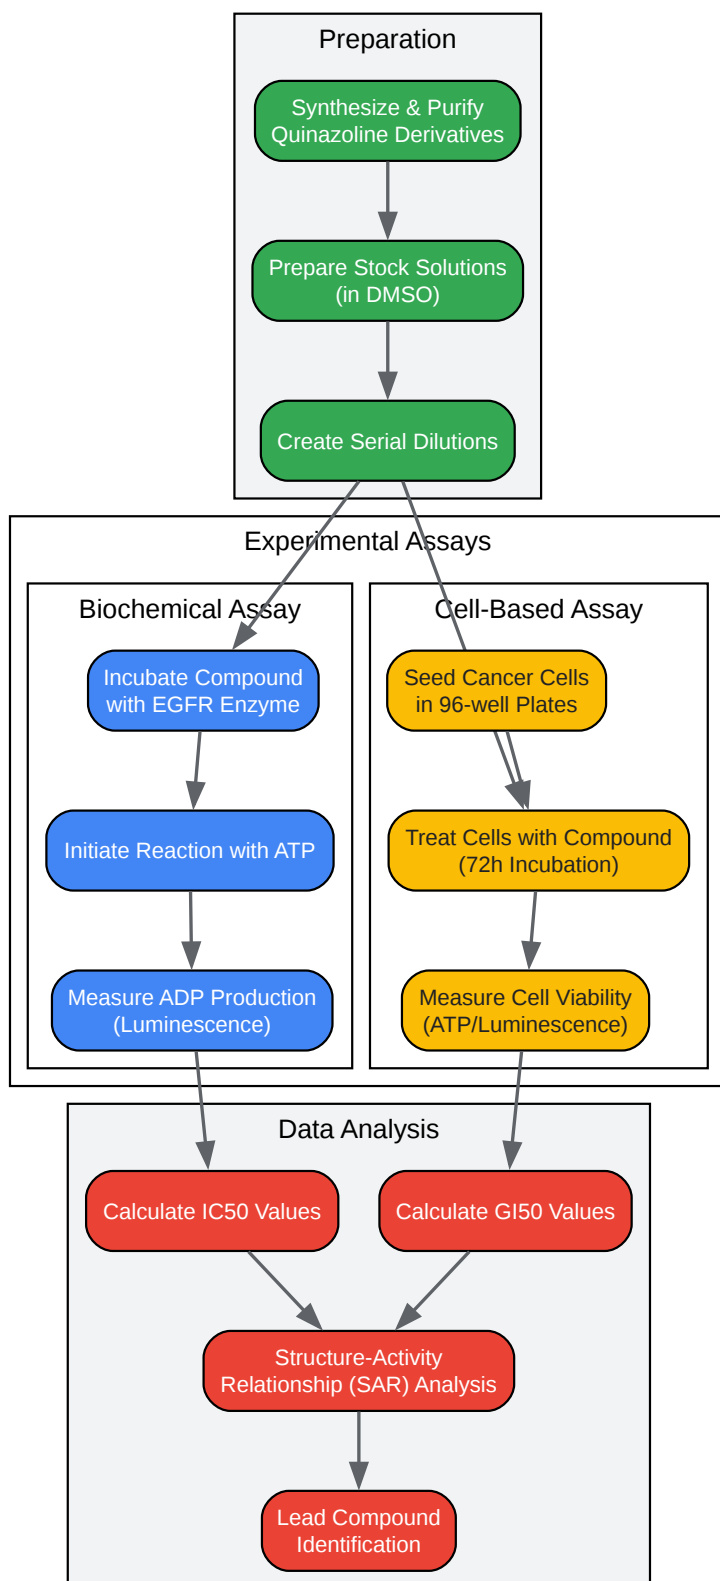 Preparation
Synthesize & Purify
Quinazoline Derivatives
Prepare Stock Solutions
(in DMSO)
Create Serial Dilutions
Experimental Assays
Biochemical Assay
Incubate Compound
with EGFR Enzyme
Initiate Reaction with ATP
Measure ADP Production
(Luminescence)
Cell-Based Assay
Seed Cancer Cells
in 96-well Plates
Treat Cells with Compound
(72h Incubation)
Measure Cell Viability
(ATP/Luminescence)
Data Analysis
Calculate IC50 Values
Calculate GI50 Values
Structure-Activity
Relationship (SAR) Analysis
Lead Compound
Identification